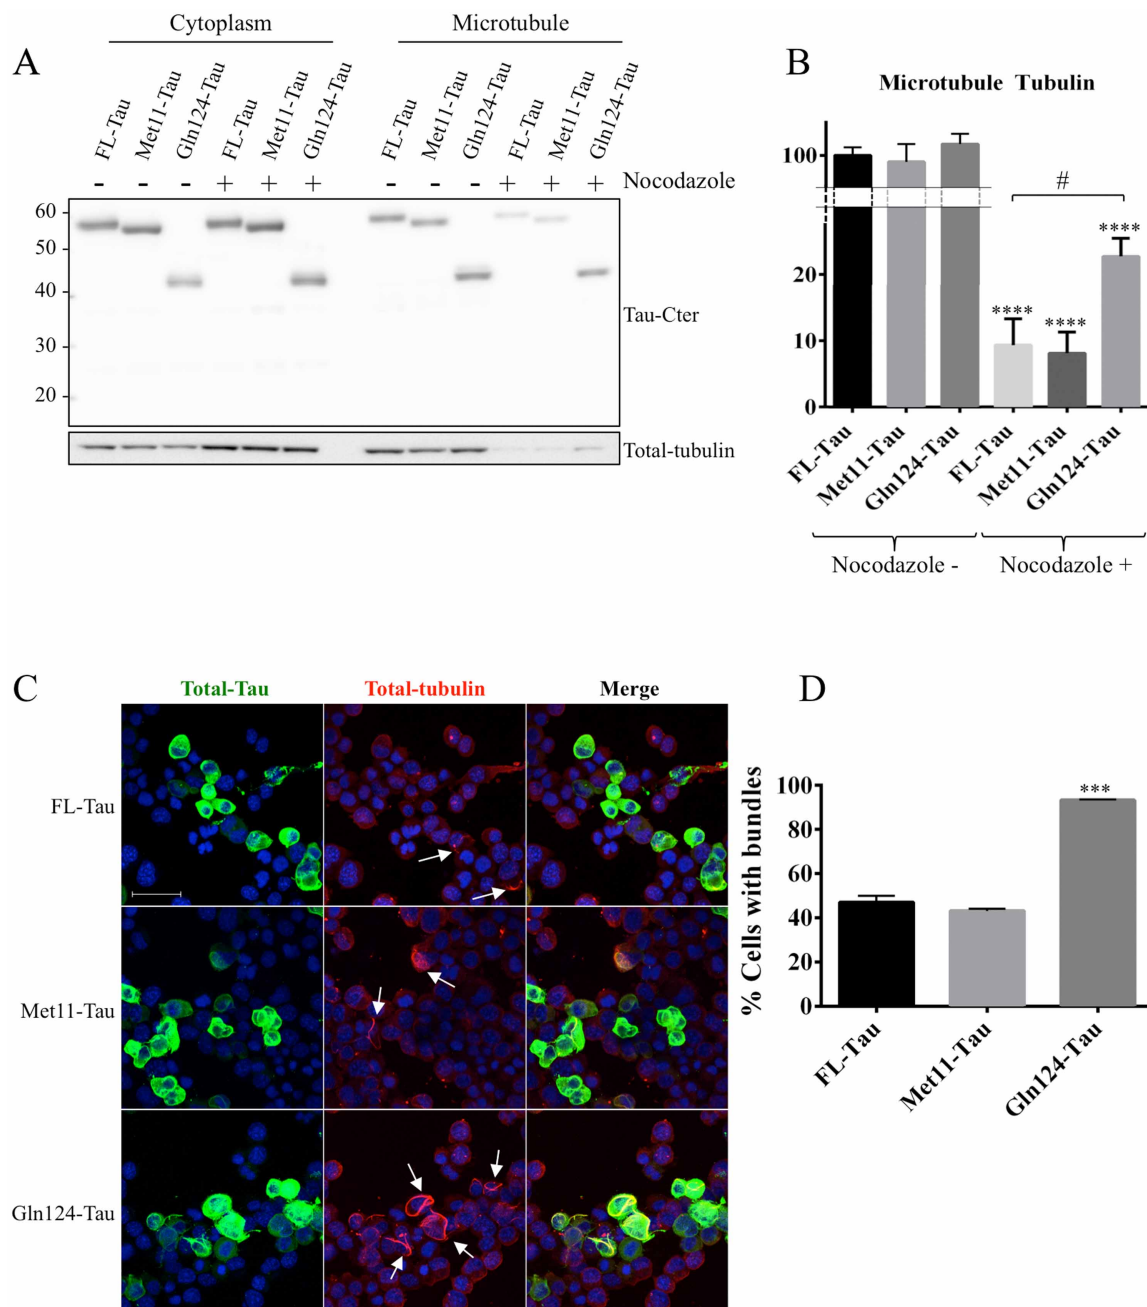 A
Cytoplasm
Microtubule
FL-Tau
Met11-Tau
Gln124-Tau
FL-Tau
Met11-Tau
Gln124-Tau
FL-Tau
Met11-Tau
Gln124-Tau
FL-Tau
Met11-Tau
Gln124-Tau
- - - + + + - - - + + + Nocodazole
60
50
40
30
20
Tau-Cter
Total-tubulin
B
Microtubule Tubulin
100
20
10
0
#
****
****
****
FL-Tau
Met11-Tau
Gln124-Tau
FL-Tau
Met11-Tau
Gln124-Tau
Nocodazole -
Nocodazole +
C
Total-Tau
Total-tubulin
Merge
FL-Tau
Met11-Tau
Gln124-Tau
D
% Cells with bundles
100
80
60
40
20
0
***
FL-Tau
Met11-Tau
Gln124-Tau